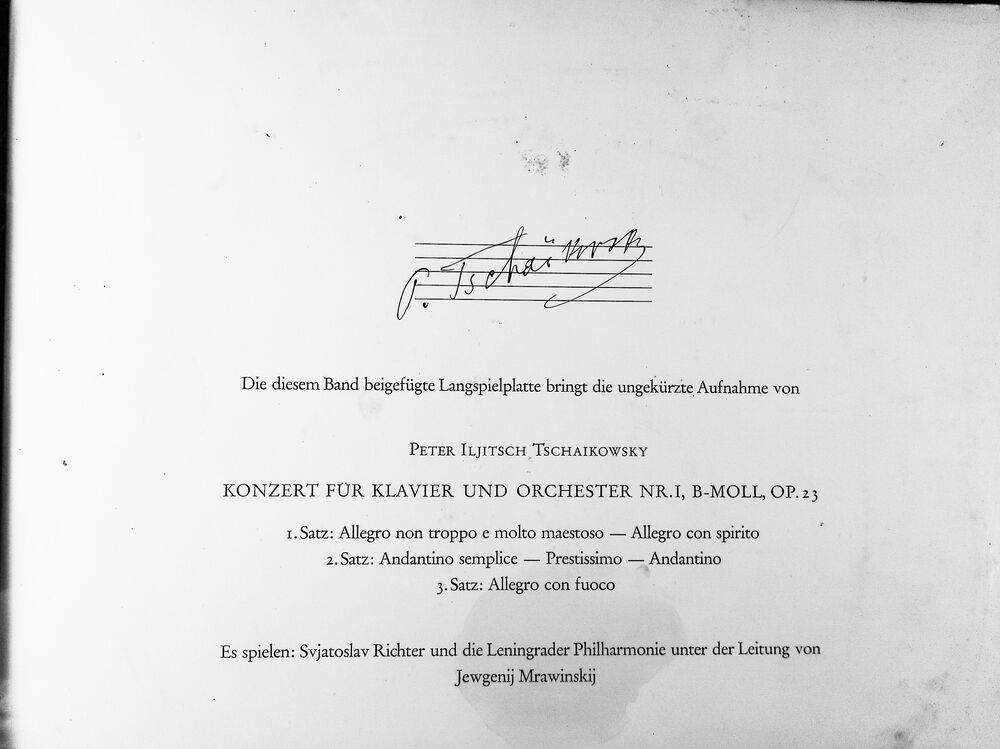 P. Tschaïkovsky
Die diesem Band beigefügte Langspielplatte bringt die ungekürzte Aufnahme von
Peter Iljitsch Tschaikowsky
KONZERT FÜR KLAVIER UND ORCHESTER NR. 1, B-MOLL, OP. 23
1. Satz: Allegro non troppo e molto maestoso — Allegro con spirito
2. Satz: Andantino semplice — Prestissimo — Andantino
3. Satz: Allegro con fuoco
Es spielen: Svjatoslav Richter und die Leningrader Philharmonie unter der Leitung von
Jewgenij Mrawinskij